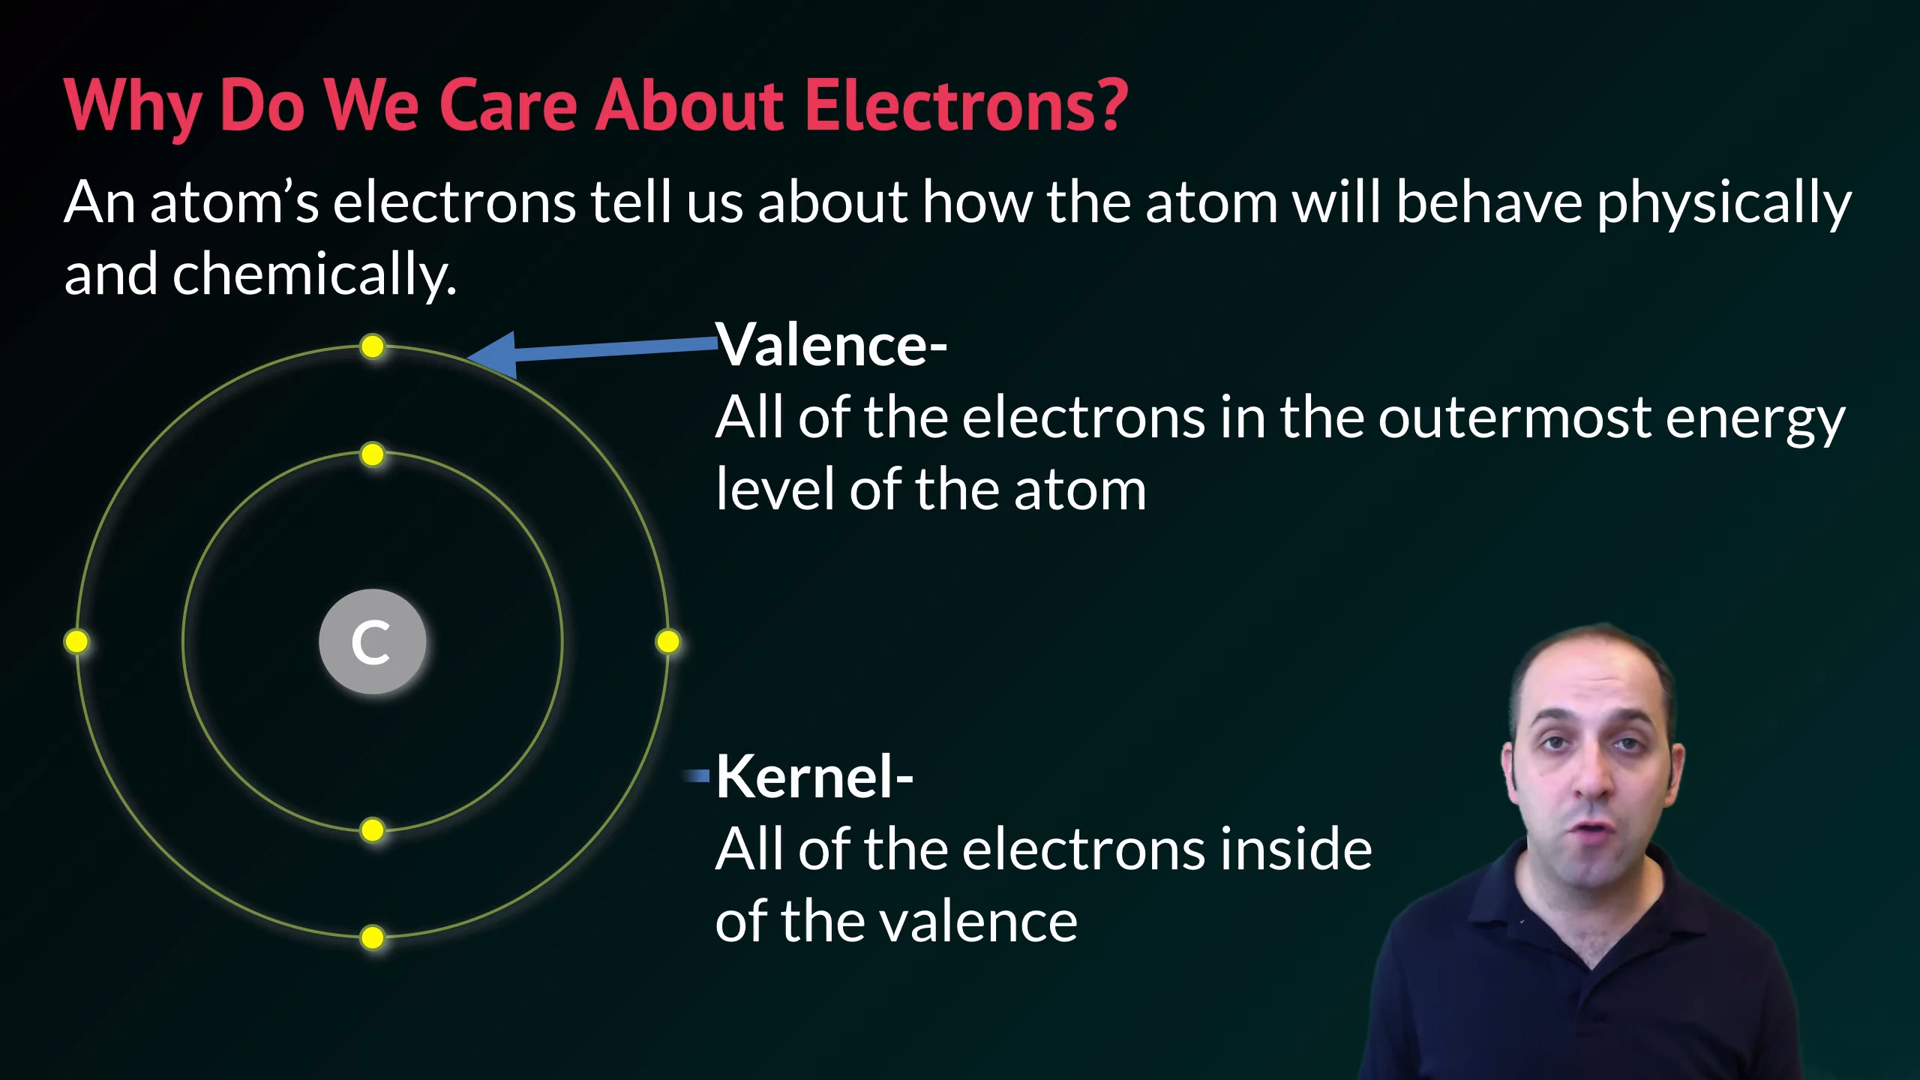 Why Do We Care About Electrons?
An atom’s electrons tell us about how the atom will behave physically
and chemically.
Valence-
All of the electrons in the outermost energy
level of the atom
C
Kernel-
All of the electrons inside
of the valence